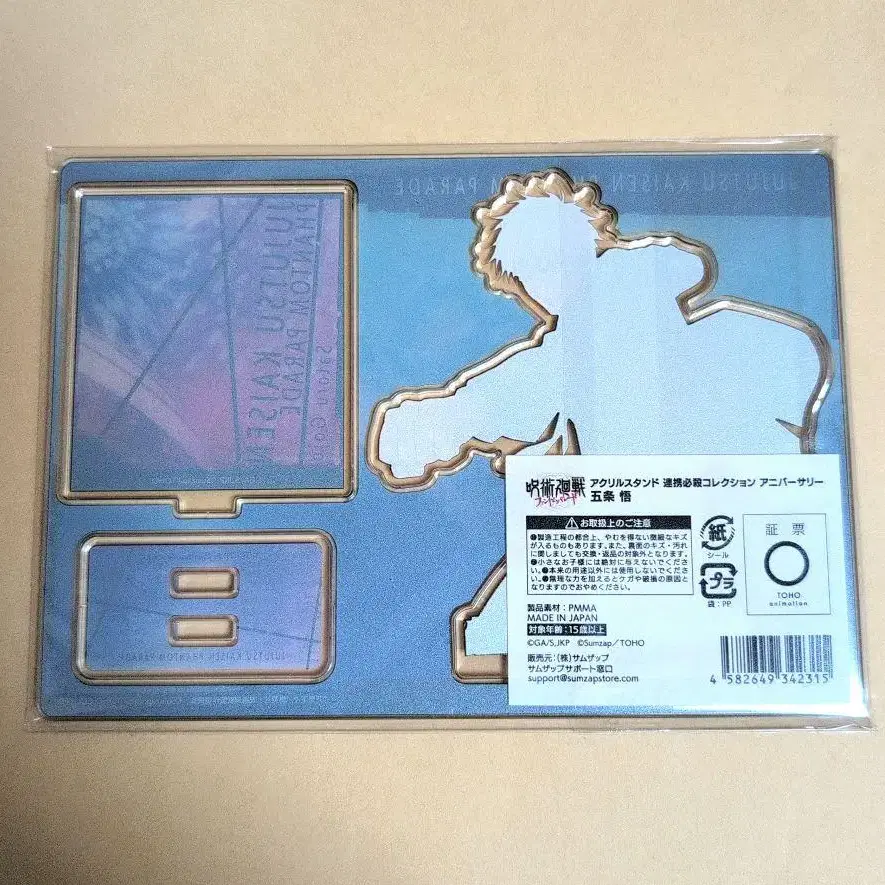 JUJUTSU KAISEN PHANTOM PARADE
JUJUTSU KAISEN
PHANTOM PARADE
Satoru Gojo
JUJUTSU KAISEN PHANTOM PARADE
呪術廻戦
ファントムパレード
アクリルスタンド 連携必殺コレクション アニバーサリー
五条 悟
お取扱上のご注意
●製造工程の都合上、やむを得ない微細なキズ
が入るものもあります。また、裏面のキズ・汚れ
に関しましても交換・返品の対象外となります。
●小さなお子様には絶対に与えないでくださ
い。●本来の用途以外には使用しないでくださ
い。●無理な力を加えるとケガや破損の原因と
なりますのでおやめください。
紙
シール
プラ
袋:PP
証票
TOHO
animation
製品素材:PMMA
MADE IN JAPAN
対象年齢:15歳以上
©GA/S,JKP ©Sumzap/TOHO
販売元:(株)サムザップ
サムザップサポート窓口
support@sumzapstore.com
4 582649 342315